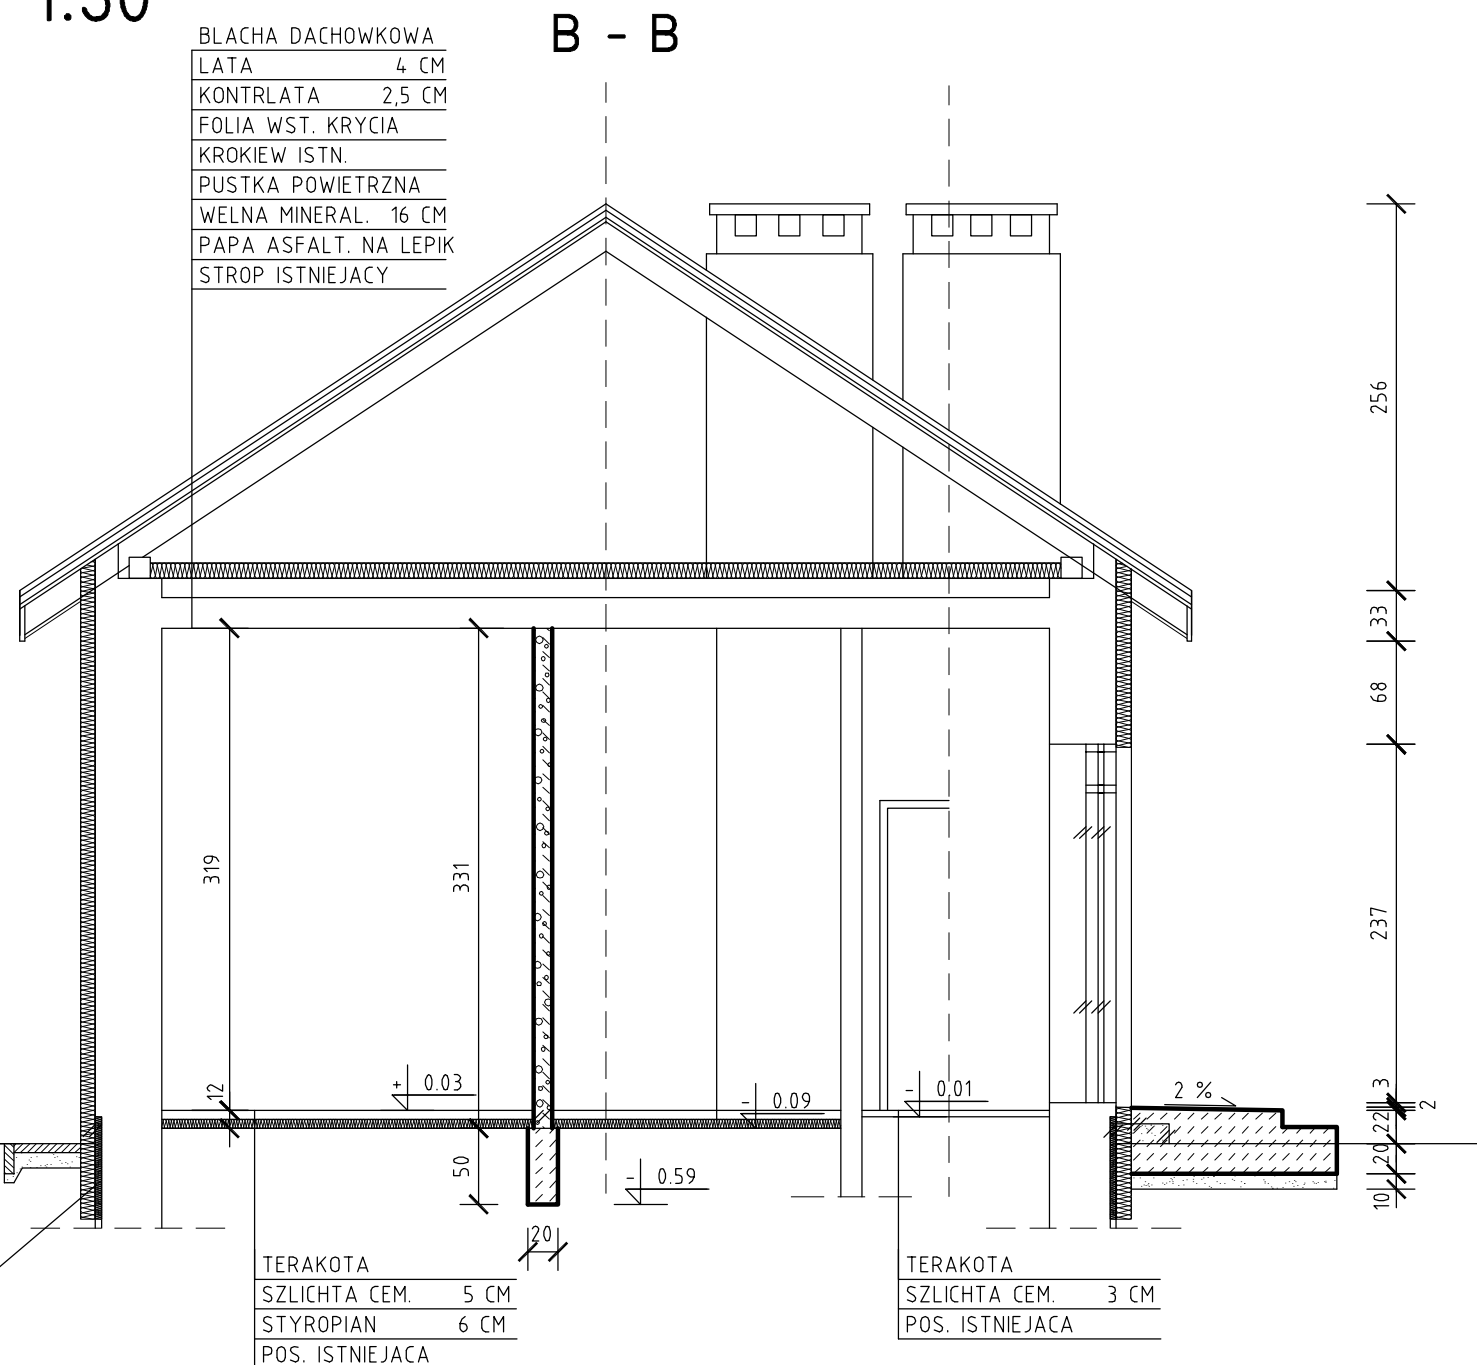 1:50
B - B
BLACHA DACHOWKOWA
LATA 4 CM
KONTRLATA 2,5 CM
FOLIA WST. KRYCIA
KROKIEW ISTN.
PUSTKA POWIETRZNA
WELNA MINERAL. 16 CM
PAPA ASFALT. NA LEPIK
STROP ISTNIEJACY
256
33
68
319
331
237
12
+ 0.03
- 0.09
- 0.01
2 %
3
2
22
20
10
50
- 0.59
20
TERAKOTA
SZLICHTA CEM. 5 CM
STYROPIAN 6 CM
POS. ISTNIEJACA
TERAKOTA
SZLICHTA CEM. 3 CM
POS. ISTNIEJACA